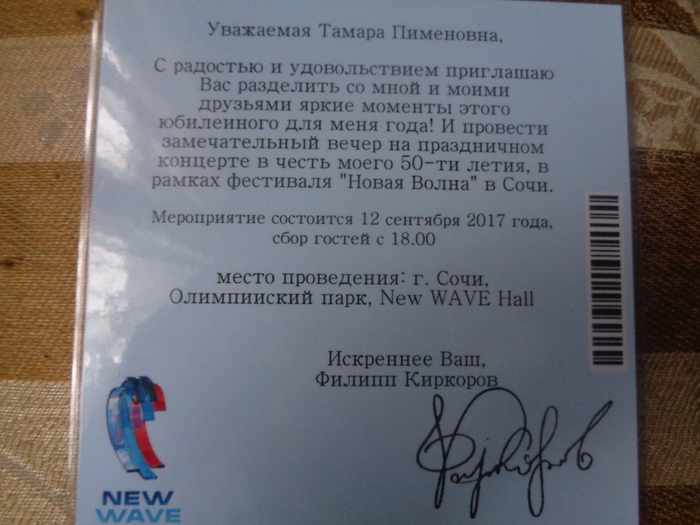 Уважаемая Тамара Пименовна,
С радостью и удовольствием приглашаю
Вас разделить со мной и моими
друзьями яркие моменты этого
юбилеиного для меня года! И провести
замечательный вечер на праздничном
концерте в честь моего 50-ти летия, в
рамках фестиваля "Новая Волна" в Сочи.
Мероприятие состоится 12 сентября 2017 года,
сбор гостей с 18.00
место проведения: г. Сочи,
Олимпииский парк, New WAVE Hall
Искреннее Ваш,
Филипп Киркоров
NEW
WAVE